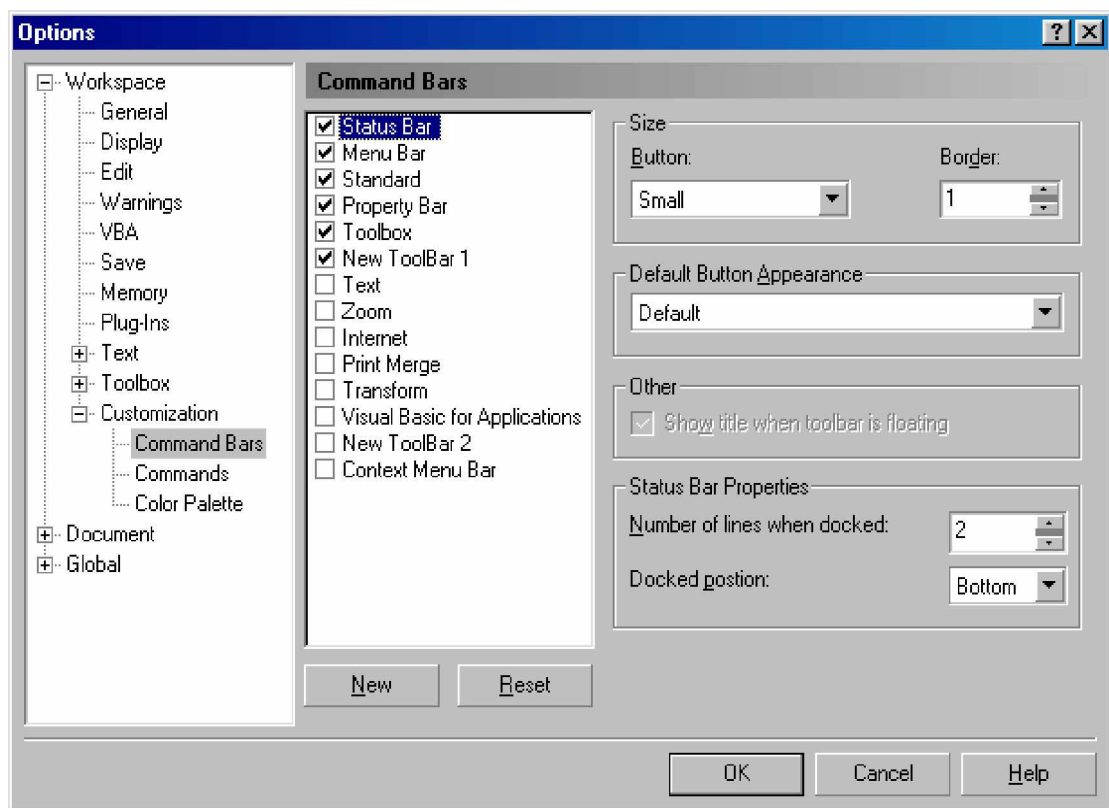 Options
Workspace
General
Display
Edit
Warnings
VBA
Save
Memory
Plug-Ins
Text
Toolbox
Customization
Command Bars
Commands
Color Palette
Document
Global
Command Bars
Status Bar
Menu Bar
Standard
Property Bar
Toolbox
New ToolBar 1
Text
Zoom
Internet
Print Merge
Transform
Visual Basic for Applications
New ToolBar 2
Context Menu Bar
New
Reset
Size
Button:
Border:
Small
1
Default Button Appearance
Default
Other
Show title when toolbar is floating
Status Bar Properties
Number of lines when docked:
2
Docked postion:
Bottom
OK
Cancel
Help